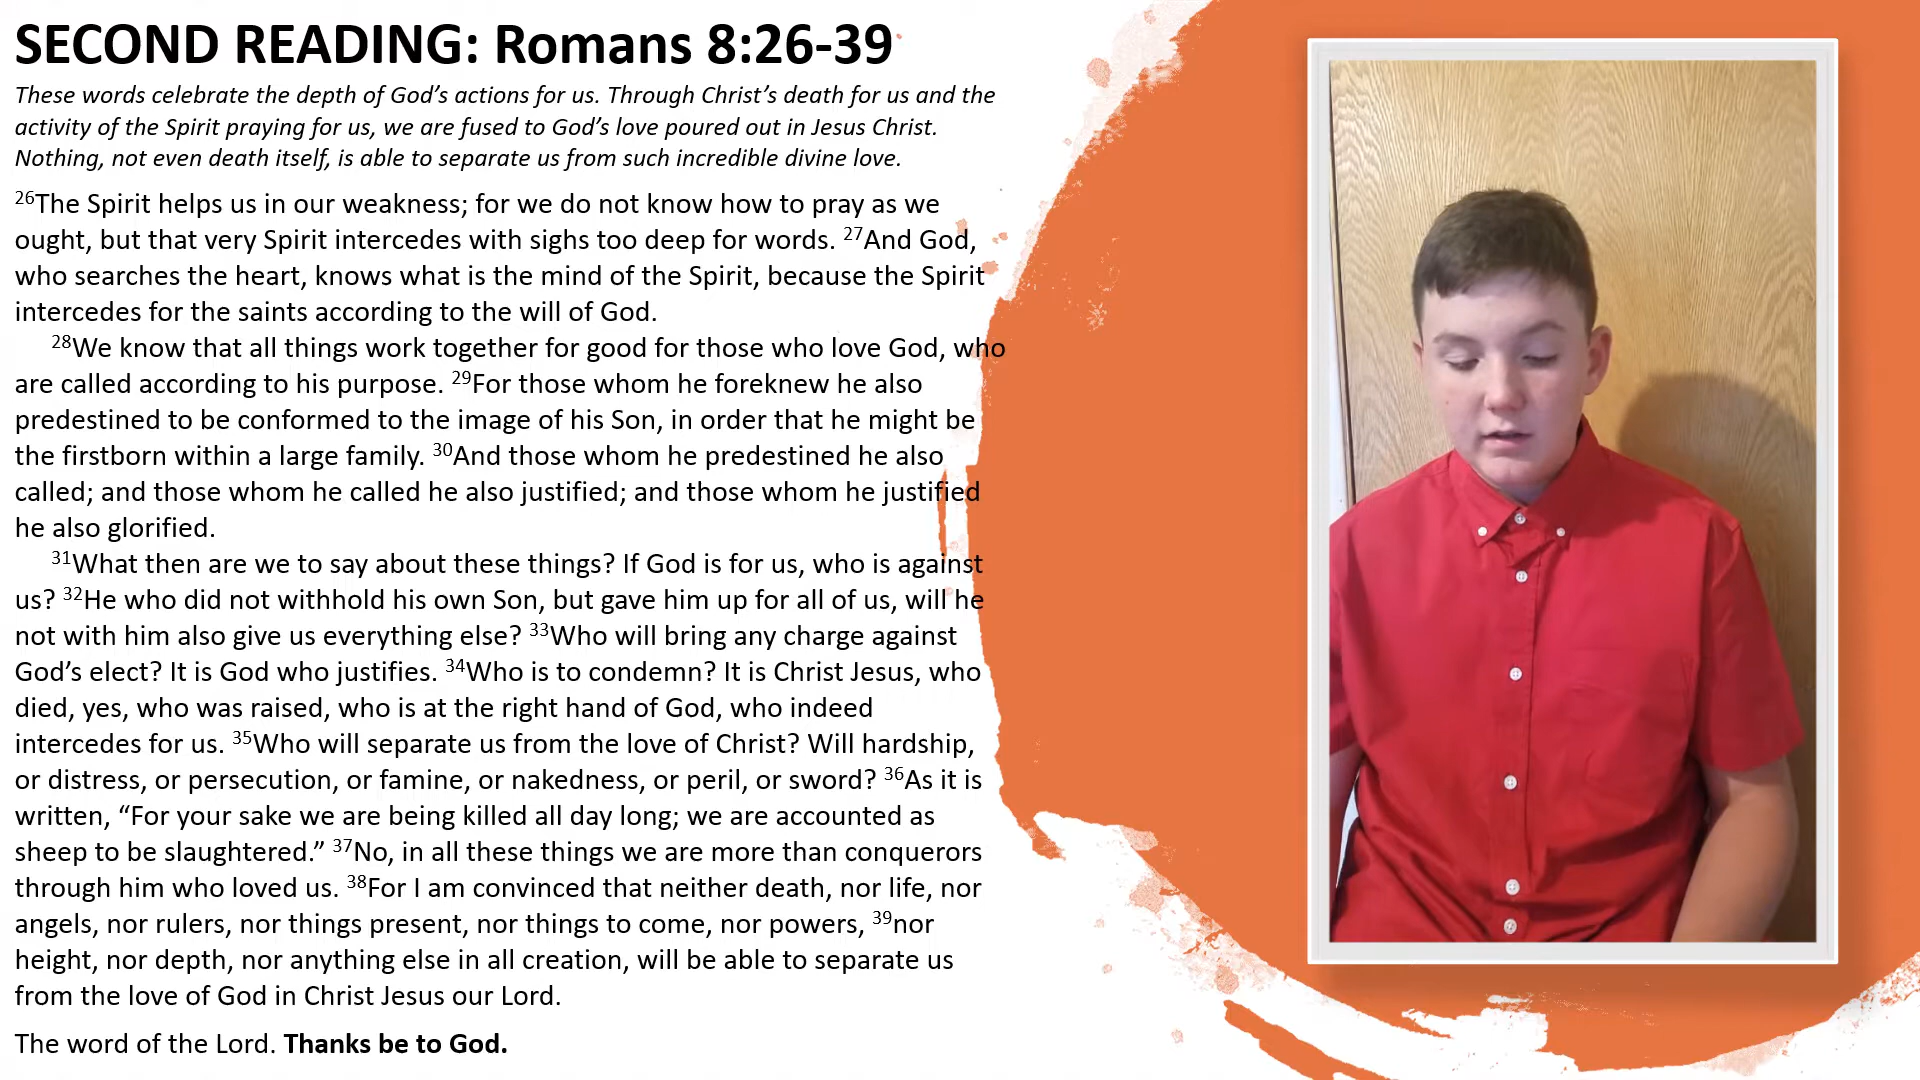 SECOND READING: Romans 8:26-39
These words celebrate the depth of God’s actions for us. Through Christ’s death for us and the
activity of the Spirit praying for us, we are fused to God’s love poured out in Jesus Christ.
Nothing, not even death itself, is able to separate us from such incredible divine love.
26The Spirit helps us in our weakness; for we do not know how to pray as we
ought, but that very Spirit intercedes with sighs too deep for words. 27And God,
who searches the heart, knows what is the mind of the Spirit, because the Spirit
intercedes for the saints according to the will of God.
28We know that all things work together for good for those who love God, who
are called according to his purpose. 29For those whom he foreknew he also
predestined to be conformed to the image of his Son, in order that he might be
the firstborn within a large family. 30And those whom he predestined he also
called; and those whom he called he also justified; and those whom he justified
he also glorified.
31What then are we to say about these things? If God is for us, who is against
us? 32He who did not withhold his own Son, but gave him up for all of us, will he
not with him also give us everything else? 33Who will bring any charge against
God’s elect? It is God who justifies. 34Who is to condemn? It is Christ Jesus, who
died, yes, who was raised, who is at the right hand of God, who indeed
intercedes for us. 35Who will separate us from the love of Christ? Will hardship,
or distress, or persecution, or famine, or nakedness, or peril, or sword? 36As it is
written, “For your sake we are being killed all day long; we are accounted as
sheep to be slaughtered.” 37No, in all these things we are more than conquerors
through him who loved us. 38For I am convinced that neither death, nor life, nor
angels, nor rulers, nor things present, nor things to come, nor powers, 39nor
height, nor depth, nor anything else in all creation, will be able to separate us
from the love of God in Christ Jesus our Lord.
The word of the Lord. Thanks be to God.